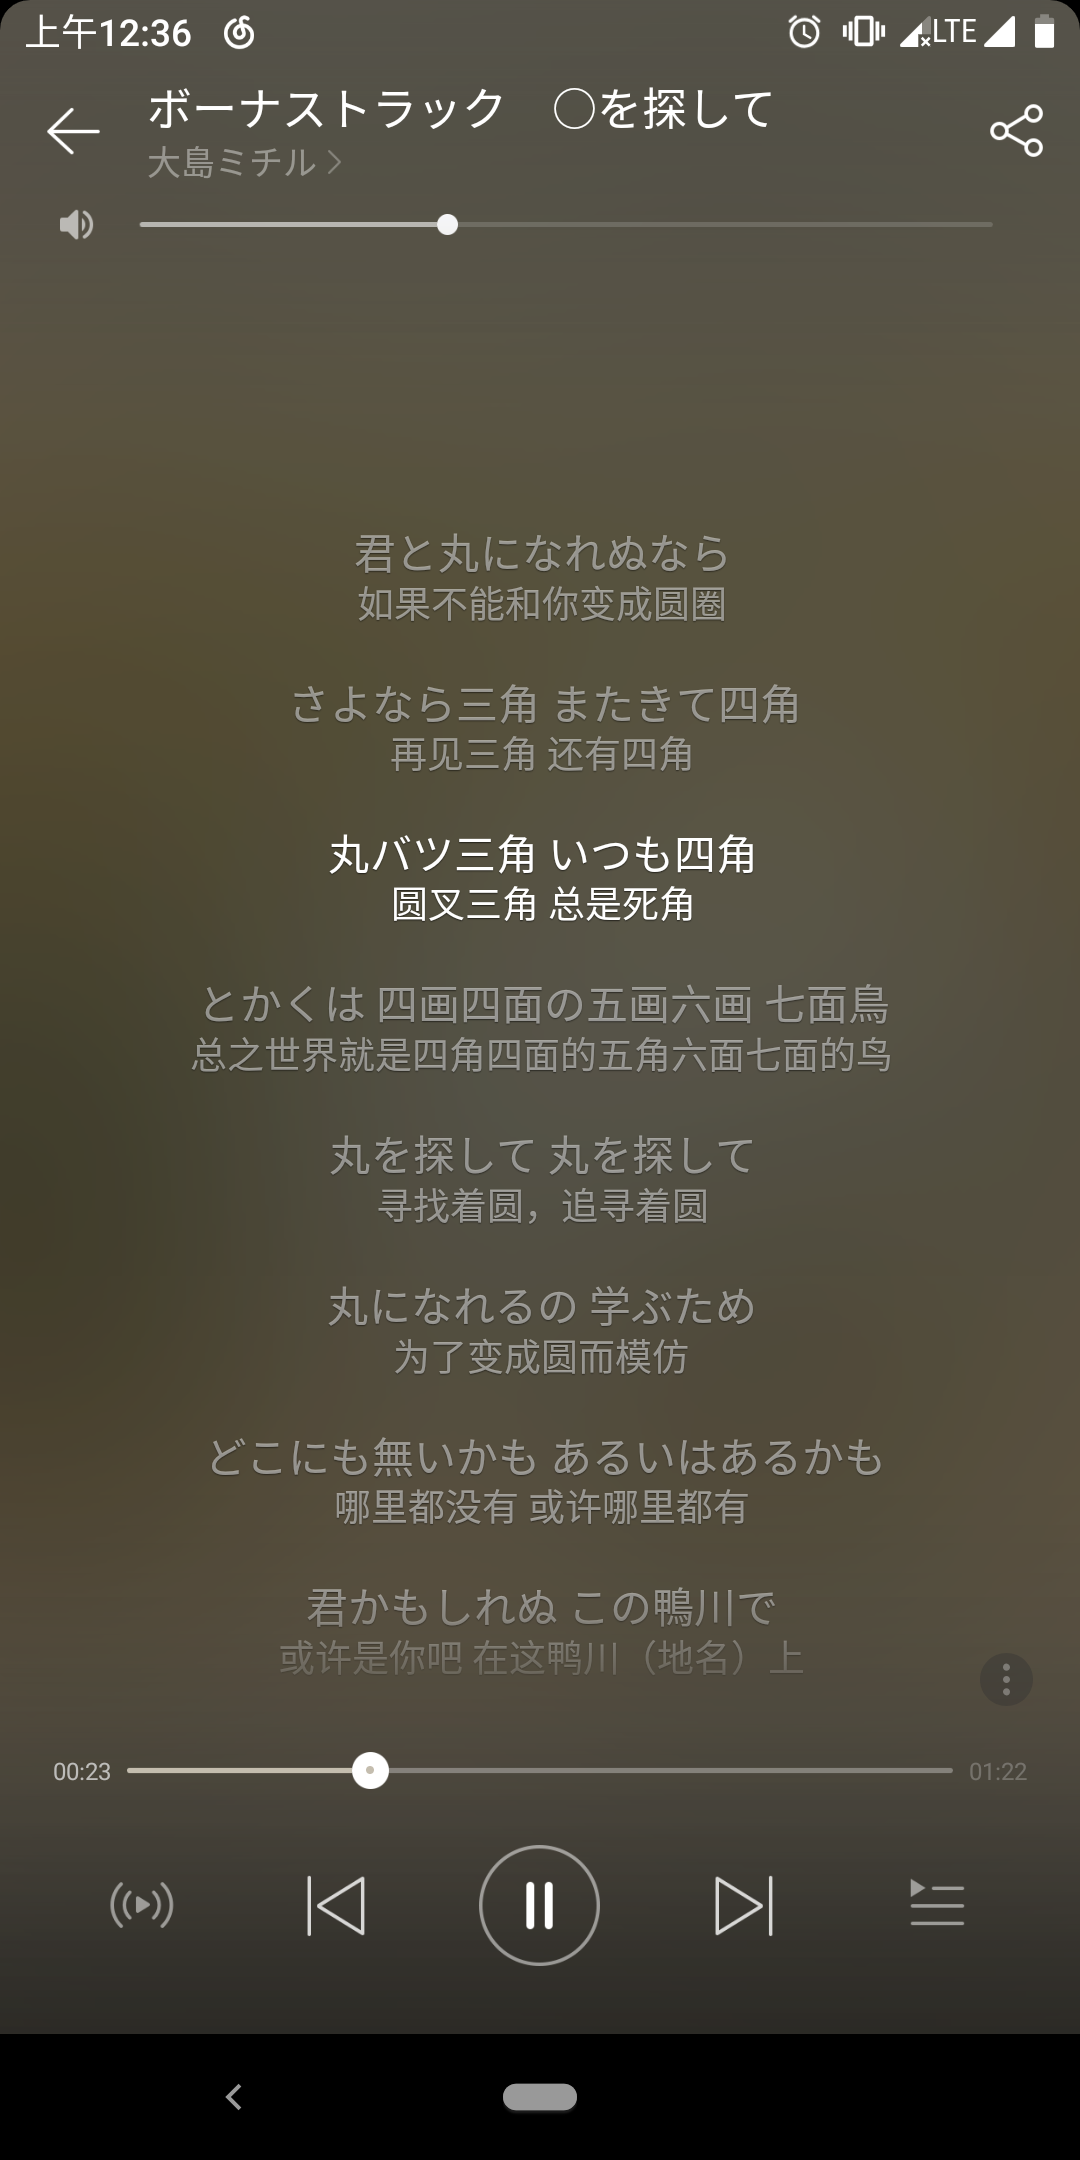 上午12:36
LTE
ボーナストラック　◯を探して
大島ミチル
君と丸になれぬなら
如果不能和你变成圆圈
さよなら三角 またきて四角
再见三角 还有四角
丸バツ三角 いつも四角
圆叉三角 总是死角
とかくは 四画四面の五画六画 七面鳥
总之世界就是四角四面的五角六面七面的鸟
丸を探して 丸を探して
寻找着圆，追寻着圆
丸になれるの 学ぶため
为了变成圆而模仿
どこにも無いかも あるいはあるかも
哪里都没有 或许哪里都有
君かもしれぬ この鴨川で
或许是你吧 在这鸭川（地名）上
00:23
01:22